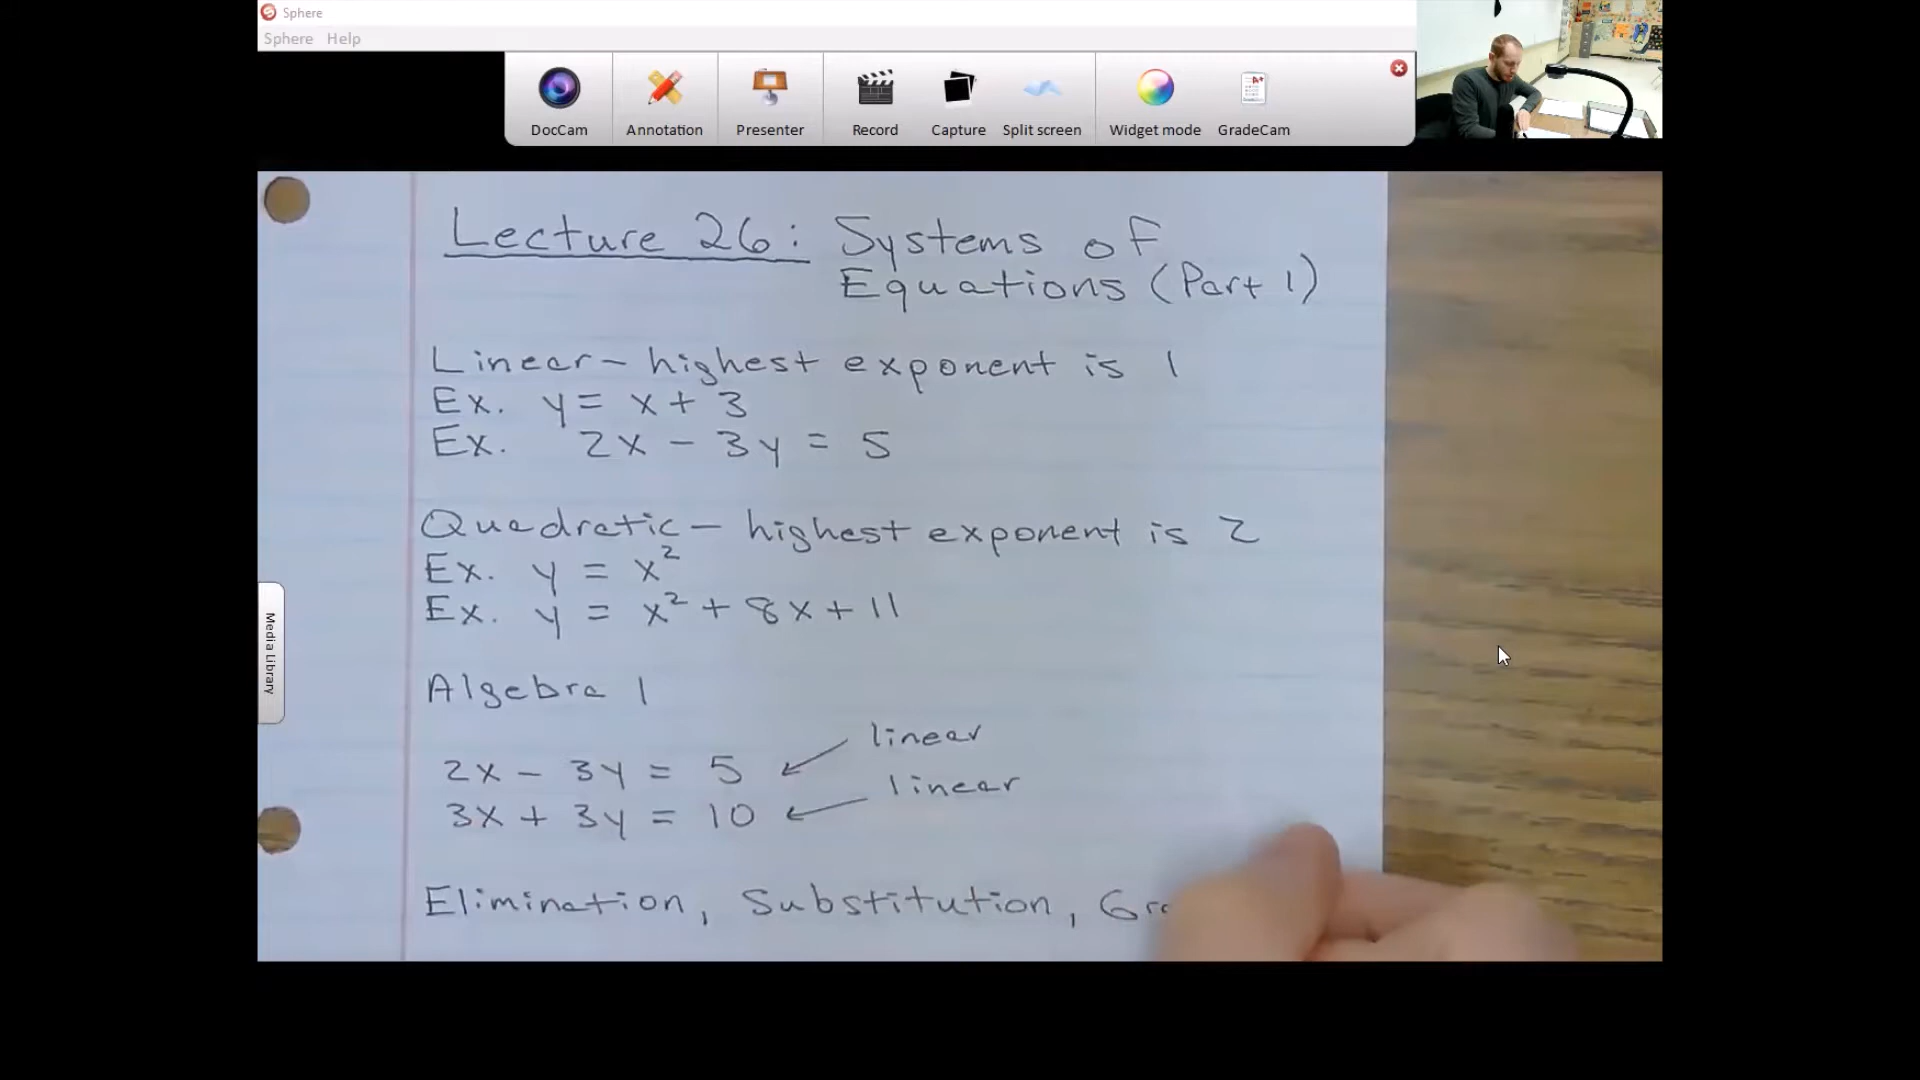 Sphere
Sphere Help
DocCam Annotation Presenter Record Capture Split screen Widget mode GradeCam
Lecture 26: Systems of
Equations (Part 1)
Linear - highest exponent is 1
Ex. y = x + 3
Ex. 2x - 3y = 5
Quadratic - highest exponent is 2
Ex. y = x²
Ex. y = x² + 8x + 11
Media Library
Algebra 1
linear
2x - 3y = 5
linear
3x + 3y = 10
Elimination, Substitution,